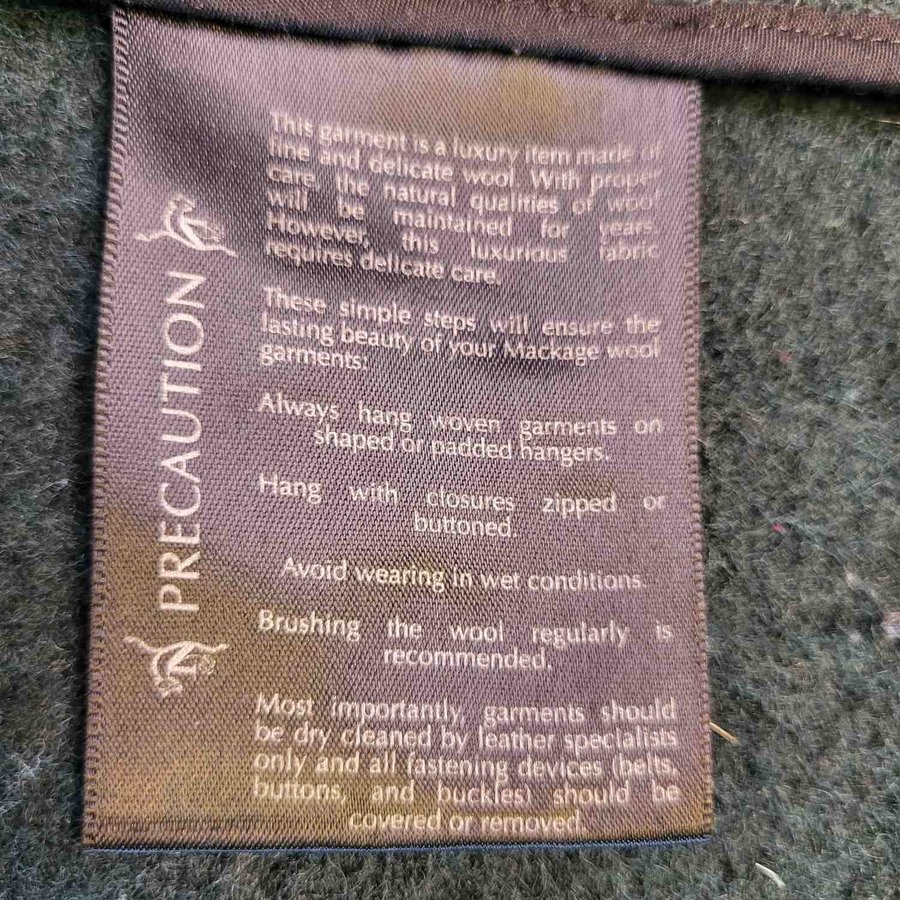 PRECAUTION
This garment is a luxury item made of
fine and delicate wool. With proper
care, the natural qualities of wool
will be maintained for years.
However, this luxurious fabric
requires delicate care.
These simple steps will ensure the
lasting beauty of your Mackage wool
garments:
Always hang woven garments on
shaped or padded hangers.
Hang with closures zipped or
buttoned.
Avoid wearing in wet conditions.
Brushing the wool regularly is
recommended.
Most importantly, garments should
be dry cleaned by leather specialists
only and all fastening devices (belts,
buttons, and buckles) should be
covered or removed.